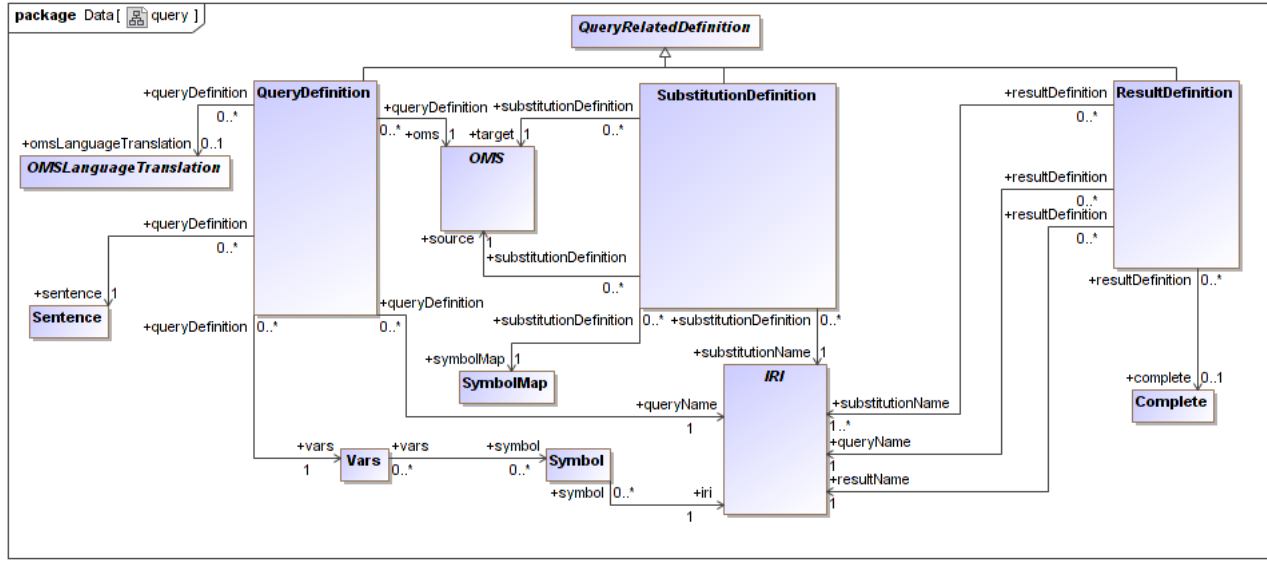 package Data[ query ]
QueryRelatedDefinition
QueryDefinition
SubstitutionDefinition
ResultDefinition
+queryDefinition
0..*
+omsLanguageTranslation
0..1
OMSLanguageTranslation
+queryDefinition
0..*
+oms
1
+substitutionDefinition
0..*
+target
1
OMS
+resultDefinition
0..*
+resultDefinition
0..*
+resultDefinition
0..*
+queryDefinition
0..*
+sentence
1
Sentence
+source
1
+substitutionDefinition
0..*
+resultDefinition
0..*
+queryDefinition
0..*
+queryDefinition
0..*
+substitutionDefinition
0..*
+substitutionDefinition
0..*
+symbolMap
1
SymbolMap
+substitutionName
1
IRI
+complete
0..1
Complete
+queryName
1
+substitutionName
1..*
+queryName
1
+resultName
1
+vars
1
Vars
+vars
0..*
+symbol
0..*
Symbol
+symbol
0..*
+iri
1